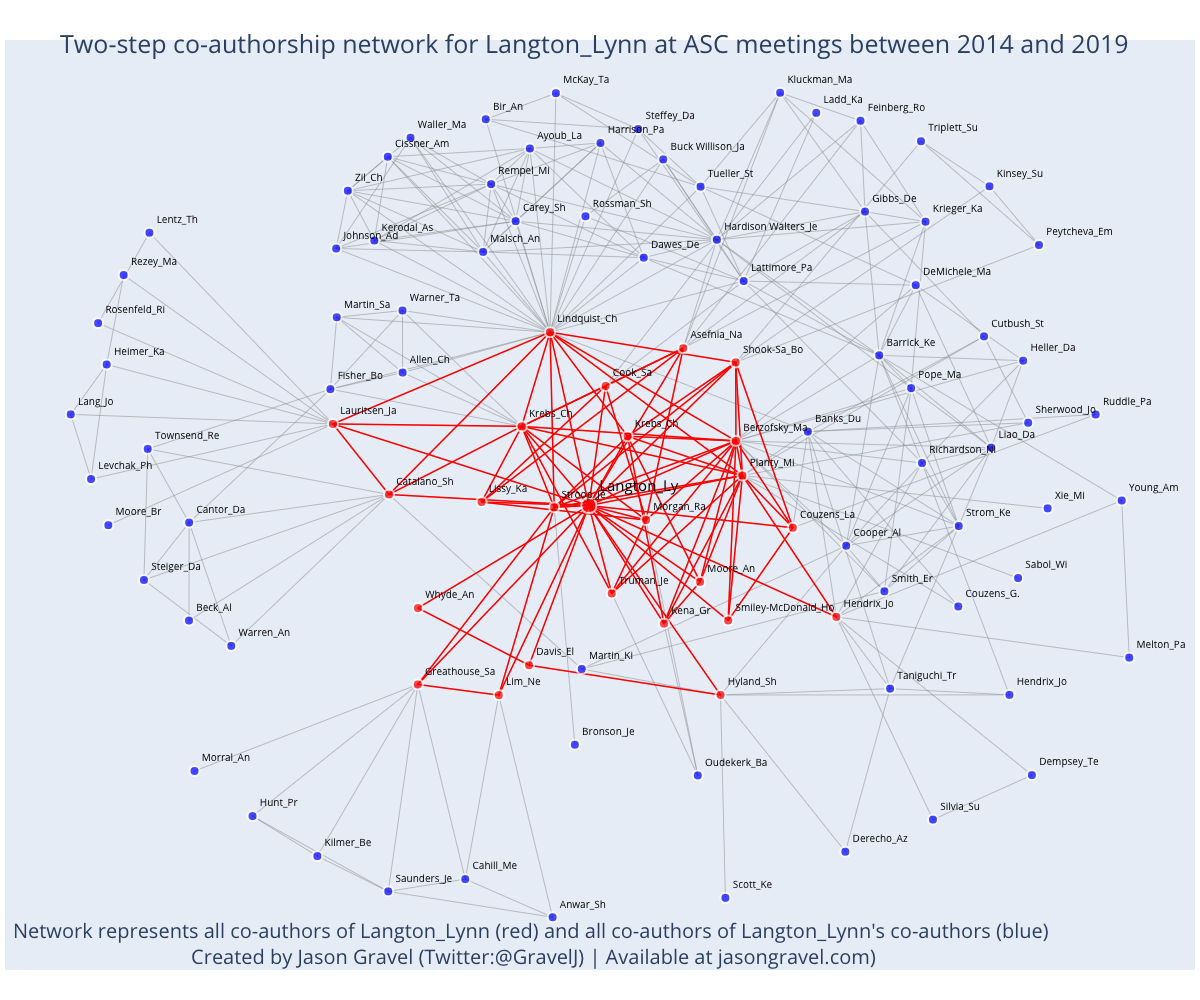 Two-step co-authorship network for Langton_Lynn at ASC meetings between 2014 and 2019
McKay_Ta
Kluckman_Ma
Bir_An
Ladd_Ka
Steffey_Da
Feinberg_Ro
Waller_Ma
Harrison_Pa
Triplett_Su
Ayoub_La
Cissner_Am
Buck Willison_Ja
Rempel_Mi
Tueller_St
Kinsey_Su
Zil_Ch
Gibbs_De
Carey_Sh
Rossman_Sh
Krieger_Ka
Lentz_Th
Kerodal_As
Hardison Walters_Je
Johnson_Ad
Malsch_An
Dawes_De
Peytcheva_Em
Rezey_Ma
Lattimore_Pa
DeMichele_Ma
Rosenfeld_Ri
Martin_Sa
Warner_Ta
Lindquist_Ch
Asefnia_Na
Cutbush_St
Heimer_Ka
Shook-Sa_Bo
Barrick_Ke
Heller_Da
Allen_Ch
Fisher_Bo
Cook_Sa
Pope_Ma
Lang_Jo
Lauritsen_Ja
Krebs_Ch
Krebs_Ch
Banks_Du
Sherwood_Jo
Ruddle_Pa
Townsend_Re
Berzofsky_Ma
Liao_Da
Levchak_Ph
Planty_Mi
Richardson_Ni
Catalano_Sh
Lissy_Ka
Langton_Ly
Stroop_Je
Young_Am
Moore_Br
Cantor_Da
Morgan_Ra
Xie_Mi
Couzens_La
Strom_Ke
Cooper_Al
Steiger_Da
Truman_Je
Moore_An
Sabol_Wi
Smith_Er
Beck_Al
Whyde_An
Kena_Gr
Smiley-McDonald_Ho
Hendrix_Jo
Couzens_G.
Warren_An
Davis_El
Martin_Ki
Melton_Pa
Greathouse_Sa
Lim_Ne
Hyland_Sh
Taniguchi_Tr
Hendrix_Jo
Bronson_Je
Morral_An
Oudekerk_Ba
Dempsey_Te
Hunt_Pr
Silvia_Su
Kilmer_Be
Derecho_Az
Saunders_Je
Cahill_Me
Scott_Ke
Anwar_Sh
Network represents all co-authors of Langton_Lynn (red) and all co-authors of Langton_Lynn's co-authors (blue)
Created by Jason Gravel (Twitter:@GravelJ) | Available at jasongravel.com)